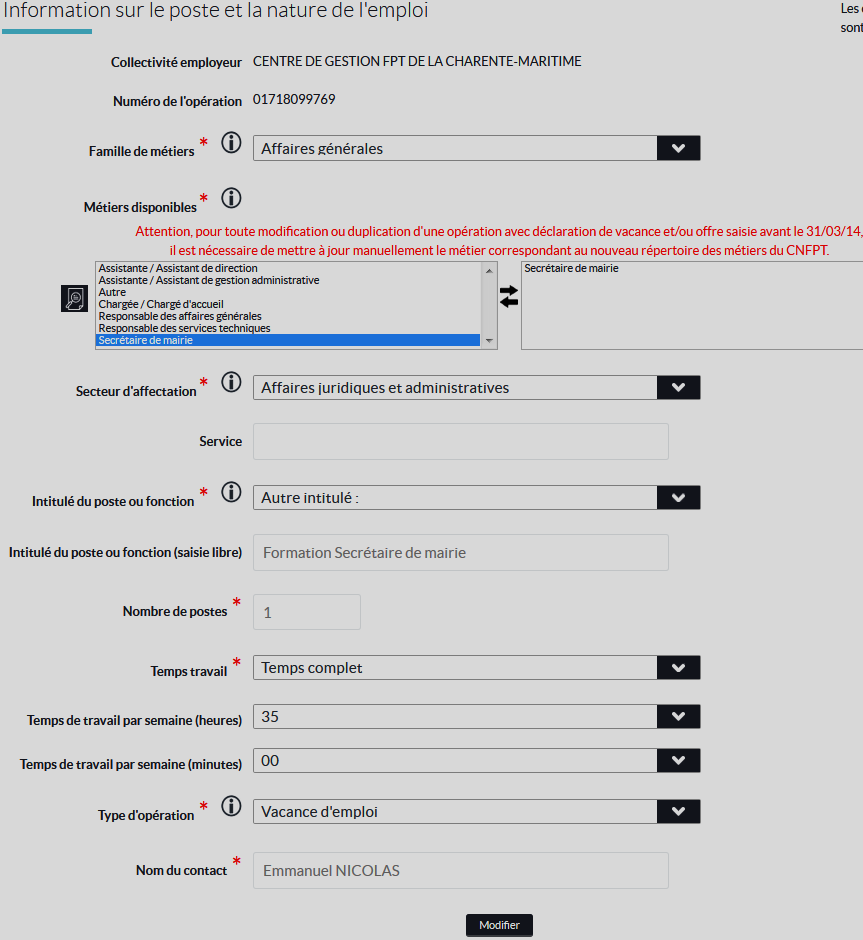 Information sur le poste et la nature de l'emploi
Les
sont
Collectivité employeur CENTRE DE GESTION FPT DE LA CHARENTE-MARITIME
Numéro de l'opération 01718099769
Famille de métiers * Affaires générales
Métiers disponibles *
Attention, pour toute modification ou duplication d'une opération avec déclaration de vacance et/ou offre saisie avant le 31/03/14,
il est nécessaire de mettre à jour manuellement le métier correspondant au nouveau répertoire des métiers du CNFPT.
Assistante / Assistant de direction
Assistante / Assistant de gestion administrative
Autre
Chargée / Chargé d'accueil
Responsable des affaires générales
Responsable des services techniques
Secrétaire de mairie
Secrétaire de mairie
Secteur d'affectation * Affaires juridiques et administratives
Service
Intitulé du poste ou fonction * Autre intitulé :
Intitulé du poste ou fonction (saisie libre) Formation Secrétaire de mairie
Nombre de postes * 1
Temps travail * Temps complet
Temps de travail par semaine (heures) 35
Temps de travail par semaine (minutes) 00
Type d'opération * Vacance d'emploi
Nom du contact * Emmanuel NICOLAS
Modifier